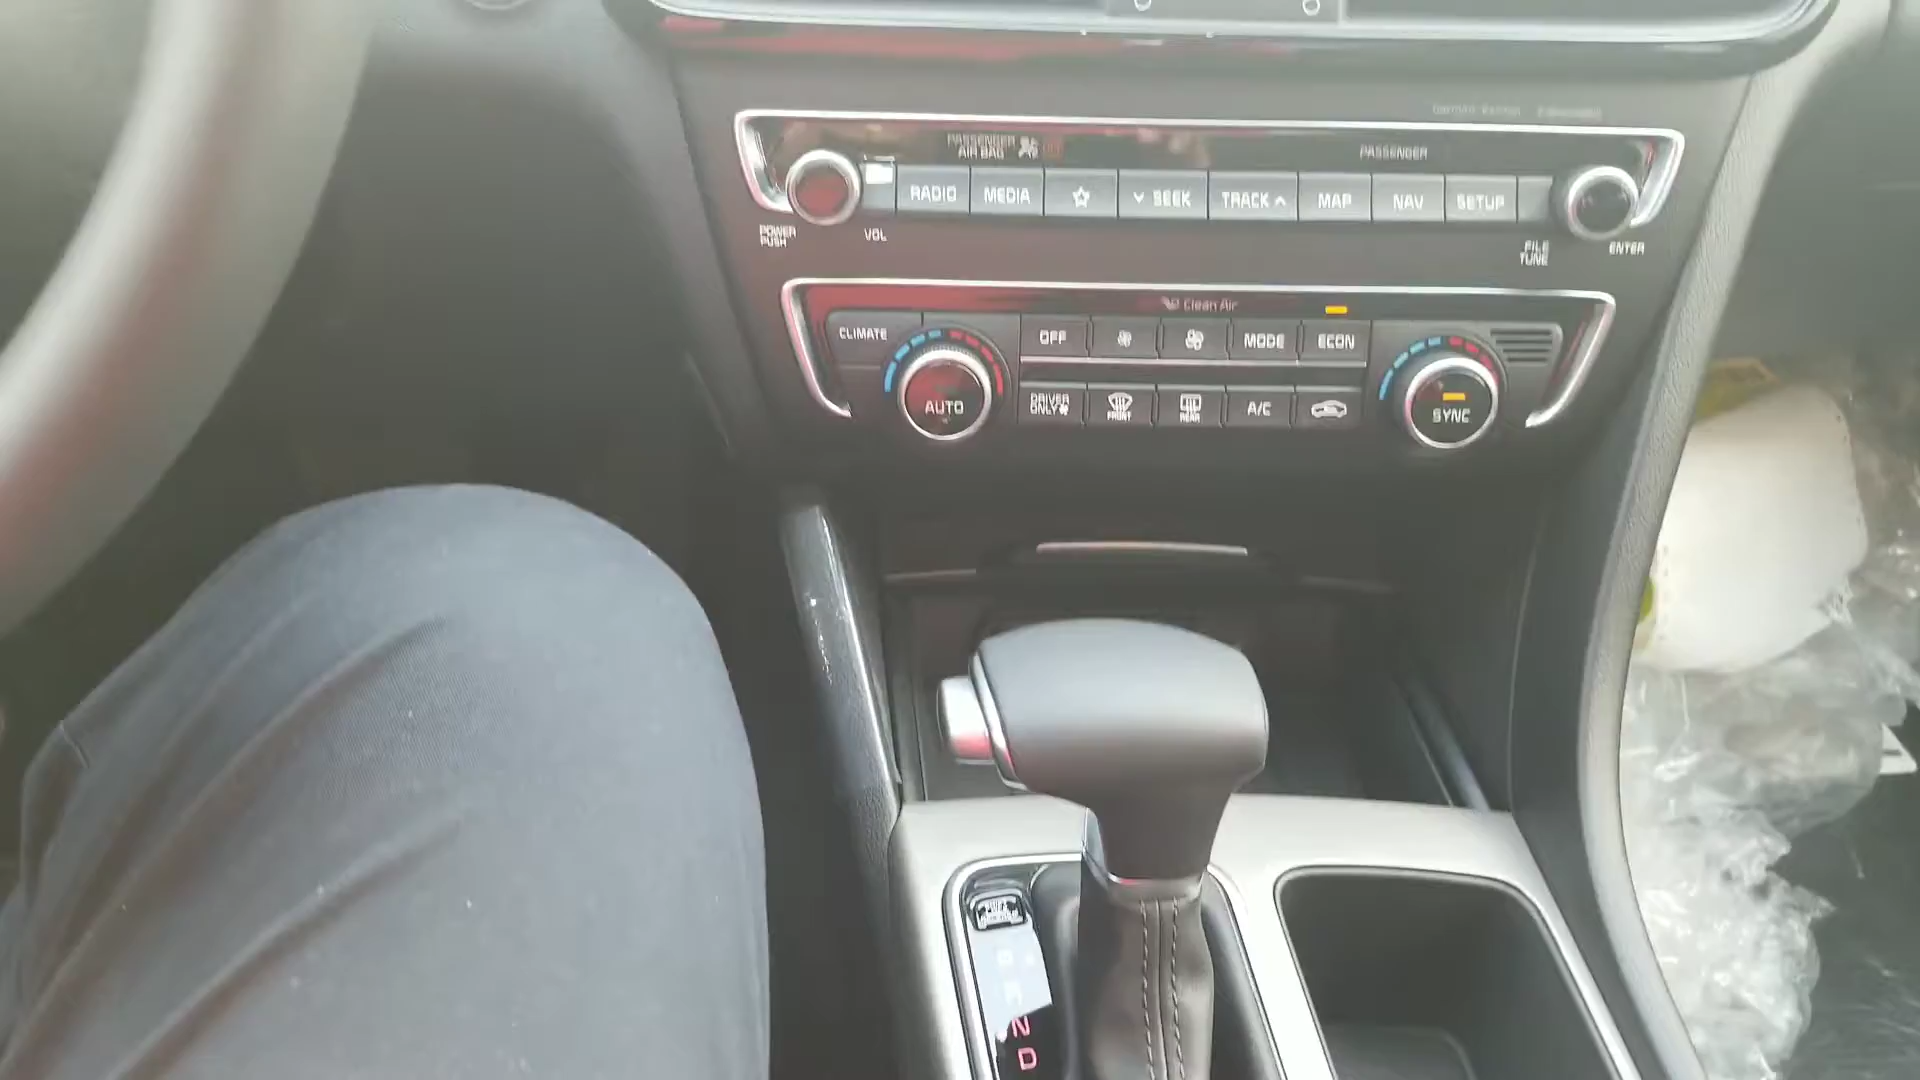 PASSENGER
AIR BAG
PASSENGER
RADIO
MEDIA
SEEK
TRACK
MAP
NAV
SETUP
POWER
PUSH
VOL
FILE
TUNE
ENTER
Clean Air
CLIMATE
OFF
MODE
ECON
AUTO
DRIVER
ONLY
FRONT
REAR
A/C
SYNC
N
D